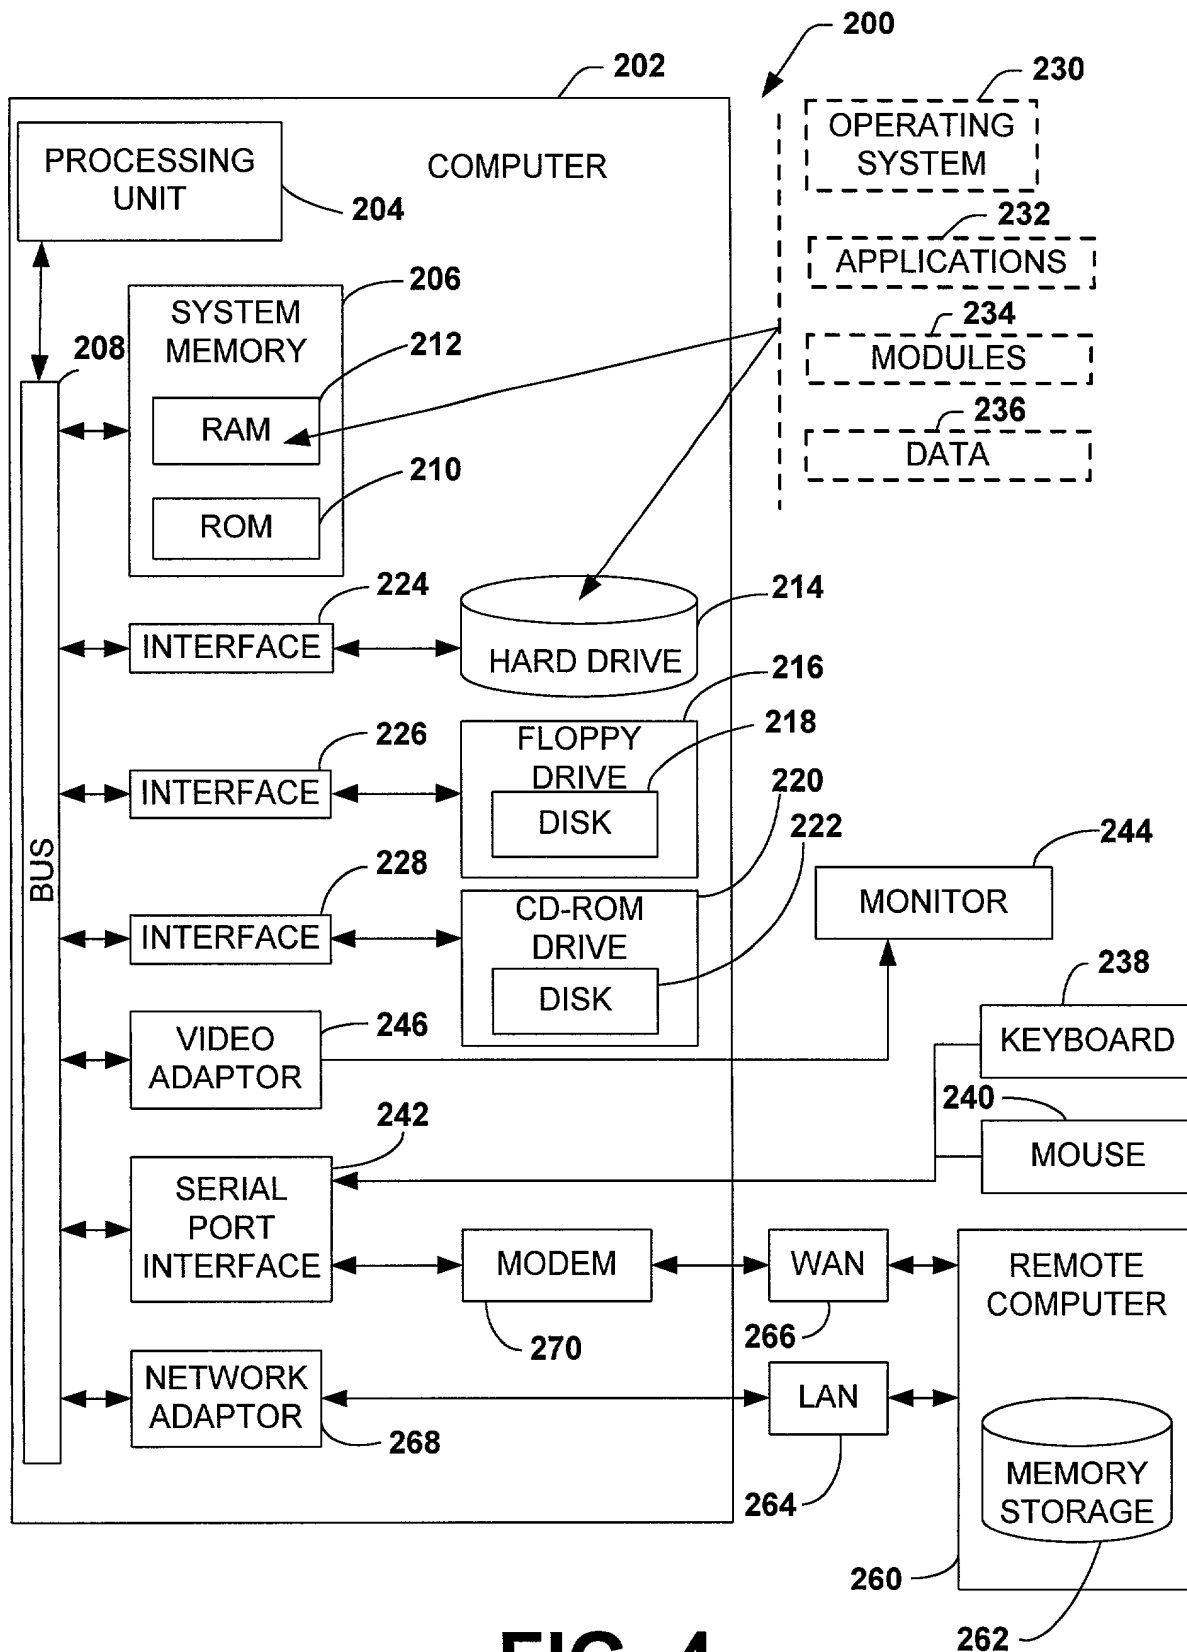 200
202
230
OPERATING
SYSTEM
PROCESSING
UNIT
COMPUTER
204
232
APPLICATIONS
206
SYSTEM
MEMORY
234
MODULES
208
212
RAM
236
DATA
210
ROM
224
214
INTERFACE
HARD DRIVE
216
226
218
FLOPPY
DRIVE
INTERFACE
220
DISK
222
244
BUS
228
MONITOR
CD-ROM
DRIVE
INTERFACE
238
DISK
246
VIDEO
ADAPTOR
KEYBOARD
240
242
MOUSE
SERIAL
PORT
INTERFACE
MODEM
WAN
REMOTE
COMPUTER
270
266
NETWORK
ADAPTOR
LAN
268
264
MEMORY
STORAGE
260
262
FIG. 4